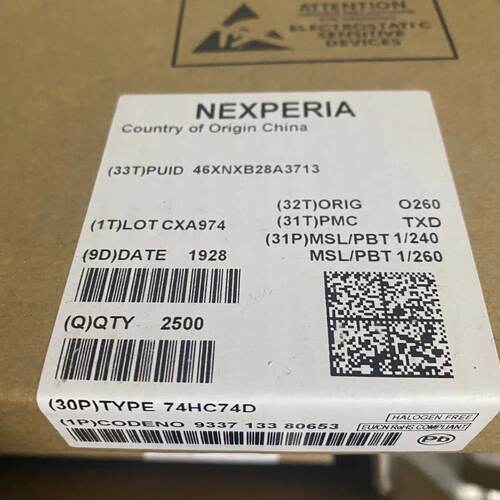 ATTENTION
ELECTROSTATIC
SENSITIVE
DEVICES
NEXPERIA
Country of Origin China
(33T)PUID 46XNXB28A3713
(32T)ORIG O260
(1T)LOT CXA974
(31T)PMC TXD
(31P)MSL/PBT 1/240
(9D)DATE 1928
MSL/PBT 1/260
(Q)QTY 2500
(30P)TYPE 74HC74D
HALOGEN FREE
(1P)CODENO 9337 133 80653
EU/CN RoHS COMPLIANT
Pb